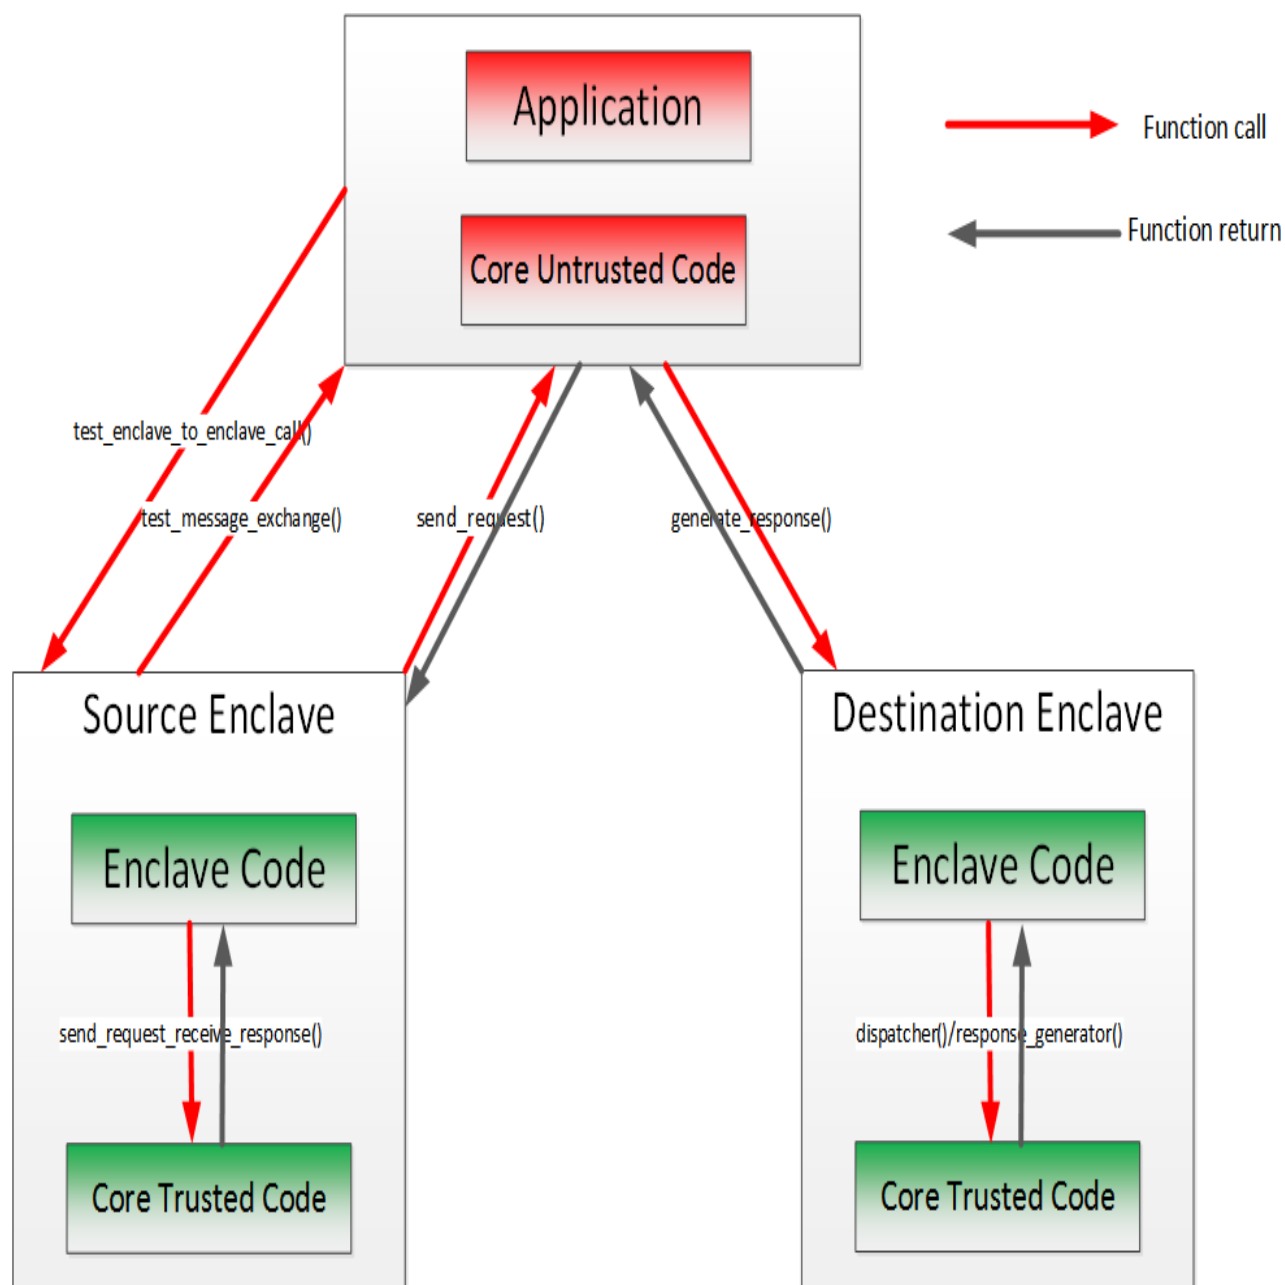 Application
Function call
Function return
Core Untrusted Code
test_enclave_to_enclave_call()
test_message_exchange()
send_request()
generate_response()
Source Enclave
Destination Enclave
Enclave Code
Enclave Code
send_request_receive_response()
dispatcher()/response_generator()
Core Trusted Code
Core Trusted Code